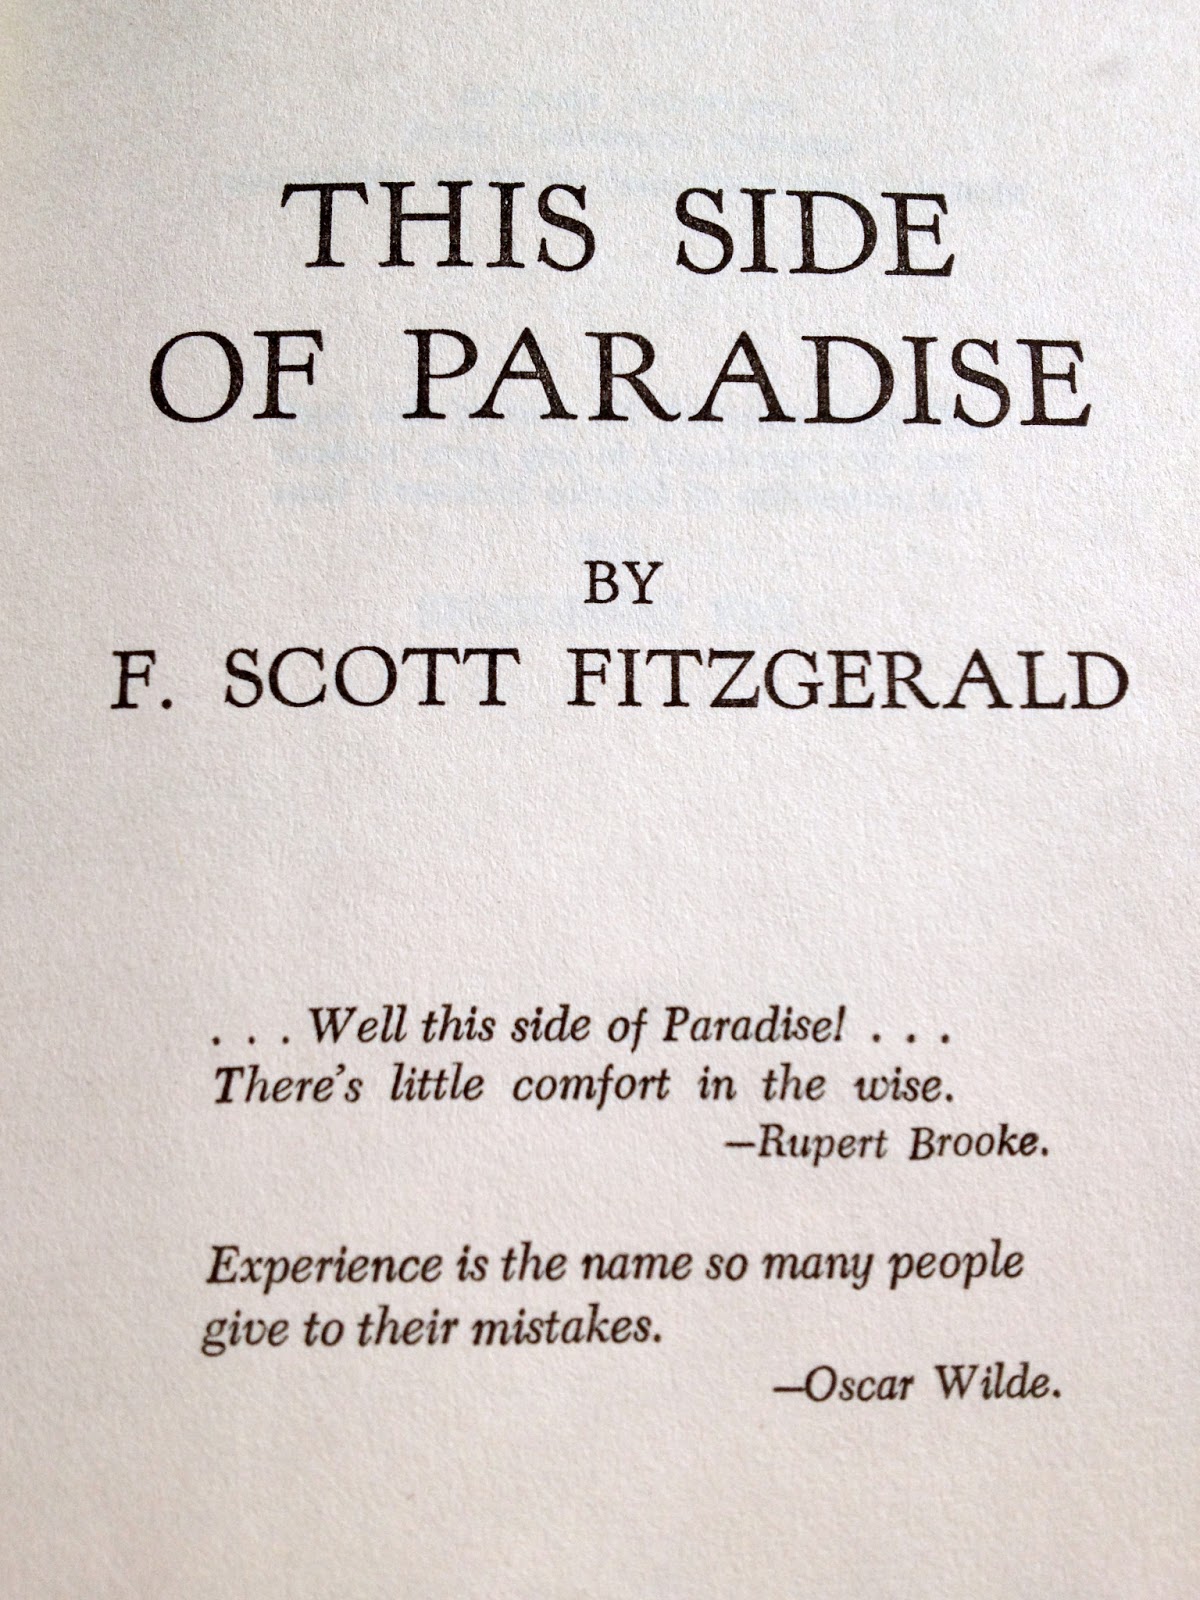 THIS SIDE
OF PARADISE
BY
F. SCOTT FITZGERALD
. . . Well this side of Paradise! . . .
There's little comfort in the wise.
—Rupert Brooke.
Experience is the name so many people
give to their mistakes.
—Oscar Wilde.